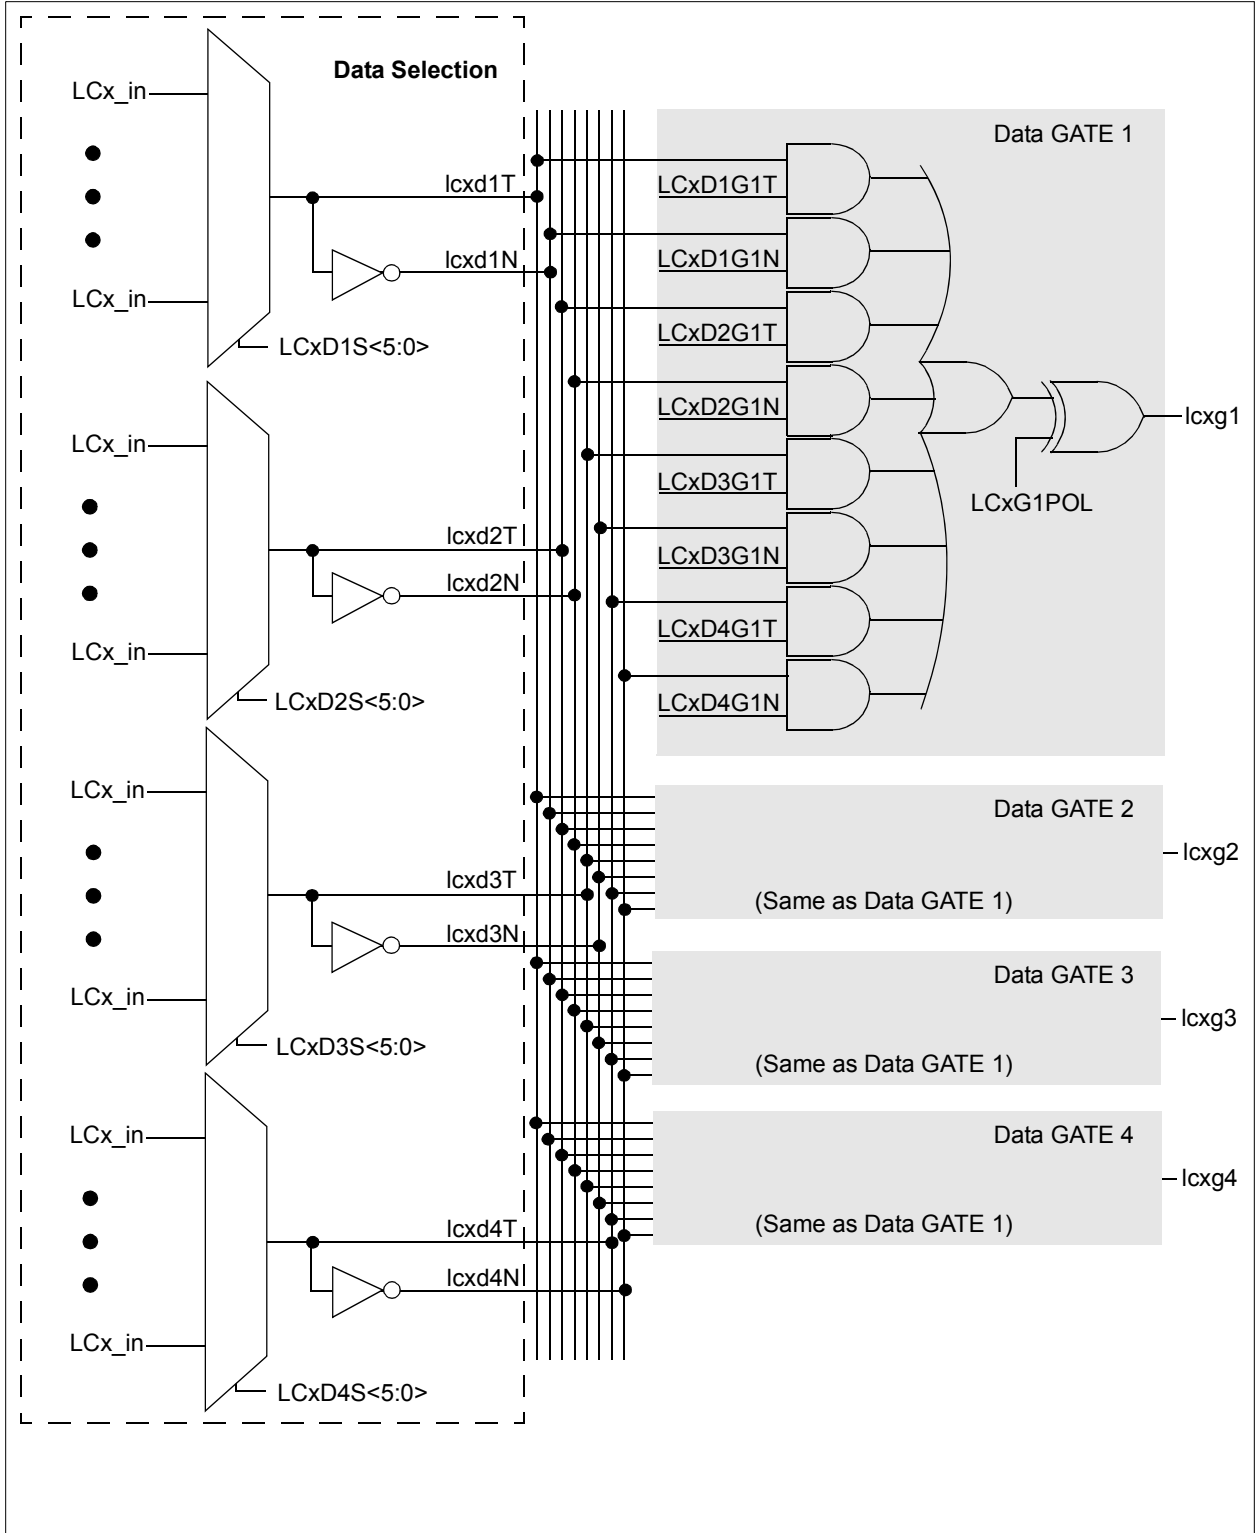 Data Selection
LCx_in
LCx_in
LCxD1S<5:0>
lcxd1T
lcxd1N
LCx_in
LCx_in
LCxD2S<5:0>
lcxd2T
lcxd2N
LCx_in
LCx_in
LCxD3S<5:0>
lcxd3T
lcxd3N
LCx_in
LCx_in
LCxD4S<5:0>
lcxd4T
lcxd4N
Data GATE 1
LCxD1G1T
LCxD1G1N
LCxD2G1T
LCxD2G1N
LCxD3G1T
LCxD3G1N
LCxD4G1T
LCxD4G1N
LCxG1POL
lcxg1
Data GATE 2
(Same as Data GATE 1)
lcxg2
Data GATE 3
(Same as Data GATE 1)
lcxg3
Data GATE 4
(Same as Data GATE 1)
lcxg4